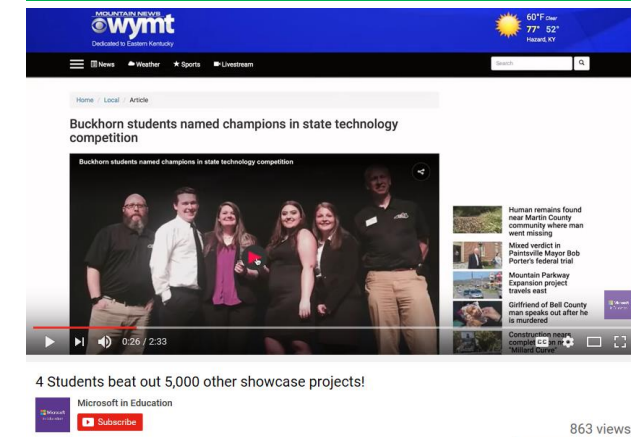 MOUNTAIN NEWS
wymt
Dedicated to Eastern Kentucky
60°F Clear
77° 52°
Hazard, KY
News Weather Sports Livestream
Search
Home / Local / Article
Buckhorn students named champions in state technology
competition
Buckhorn students named champions in state technology competition
Human remains found
near Martin County
community where man
went missing
Mixed verdict in
Paintsville Mayor Bob
Porter's federal trial
Mountain Parkway
Expansion project
travels east
Girlfriend of Bell County
man speaks out after he
is murdered
Construction nears
"Millard Curve"
Microsoft
0:26 / 2:33
CC
4 Students beat out 5,000 other showcase projects!
Microsoft
in Education
Microsoft in Education
Subscribe
863 views